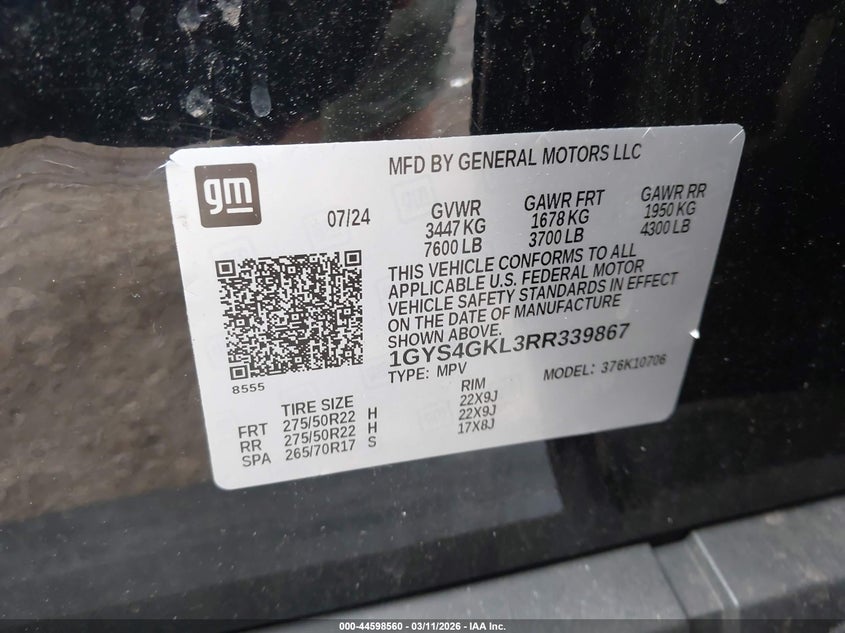 gm
MFD BY GENERAL MOTORS LLC
07/24
GVWR GAWR FRT GAWR RR
3447 KG 1678 KG 1950 KG
7600 LB 3700 LB 4300 LB
THIS VEHICLE CONFORMS TO ALL
APPLICABLE U.S. FEDERAL MOTOR
VEHICLE SAFETY STANDARDS IN EFFECT
ON THE DATE OF MANUFACTURE
SHOWN ABOVE.
1GYS4GKL3RR339867
TYPE: MPV MODEL: 376K10706
8555
TIRE SIZE RIM
FRT 275/50R22 H 22X9J
RR 275/50R22 H 22X9J
SPA 265/70R17 S 17X8J
000-44598560 - 03/11/2026 - IAA Inc.